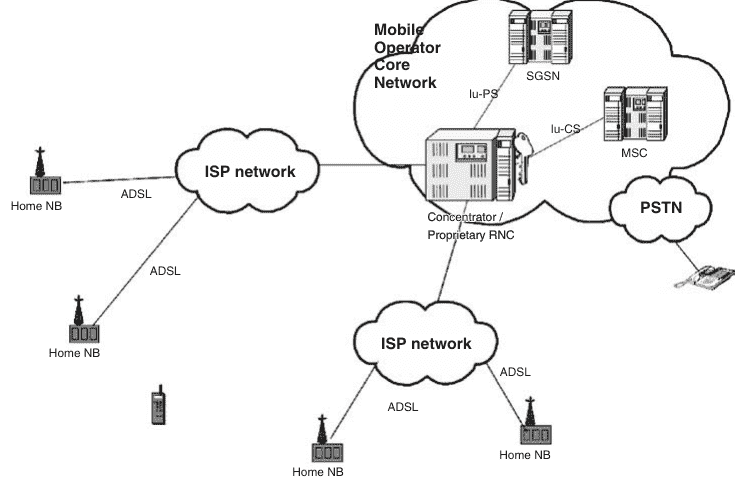 Mobile
Operator
Core
Network
SGSN
Iu-PS
Iu-CS
MSC
ISP network
ADSL
Home NB
PSTN
Concentrator /
Proprietary RNC
ADSL
Home NB
ISP network
ADSL
ADSL
Home NB
Home NB